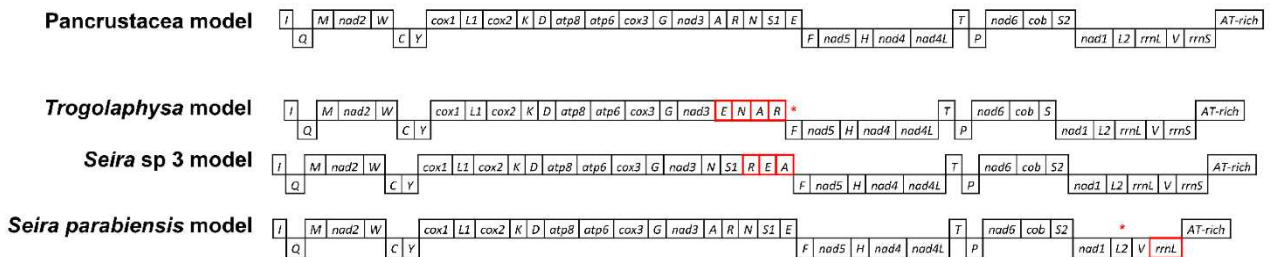 Pancrustacea model I M nad2 W cox1 L1 cox2 K D atp8 atp6 cox3 G nad3 A R N S1 E T nad6 cob S2 AT-rich
Q C Y F nad5 H nad4 nad4L P nad1 L2 rrnL V rrnS
Trogolaphysa model I M nad2 W cox1 L1 cox2 K D atp8 atp6 cox3 G nad3 E N A R * T nad6 cob S AT-rich
Q C Y F nad5 H nad4 nad4L P nad1 L2 rrnL V rrnS
Seira sp 3 model I M nad2 W cox1 L1 cox2 K D atp8 atp6 cox3 G nad3 N S1 R E A T nad6 cob S2 AT-rich
Q C Y F nad5 H nad4 nad4L P nad1 L2 rrnL V rrnS
Seira parabiensis model I M nad2 W cox1 L1 cox2 K D atp8 atp6 cox3 G nad3 A R N S1 E T nad6 cob S2 * AT-rich
Q C Y F nad5 H nad4 nad4L P nad1 L2 V rrnL